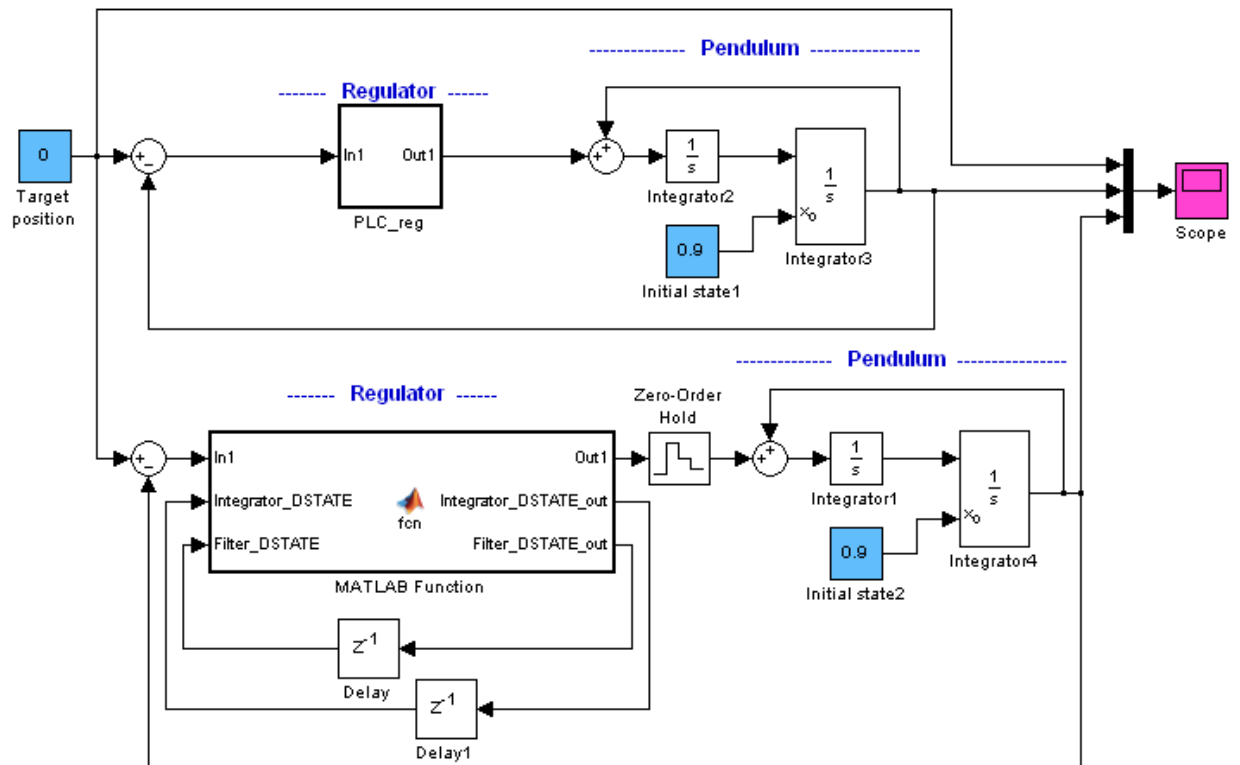 ------------ Pendulum ---------------
------- Regulator ------
0
Target
position
+
−
In1
Out1
PLC_reg
+
+
1
s
Integrator2
1
s
x₀
Integrator3
0.9
Initial state1
Scope
------------- Pendulum ---------------
------- Regulator ------
Zero-Order
Hold
+
−
In1
Out1
Integrator_DSTATE
fcn
Integrator_DSTATE_out
Filter_DSTATE
Filter_DSTATE_out
MATLAB Function
+
+
1
s
Integrator1
1
s
x₀
Integrator4
0.9
Initial state2
z⁻¹
Delay
z⁻¹
Delay1